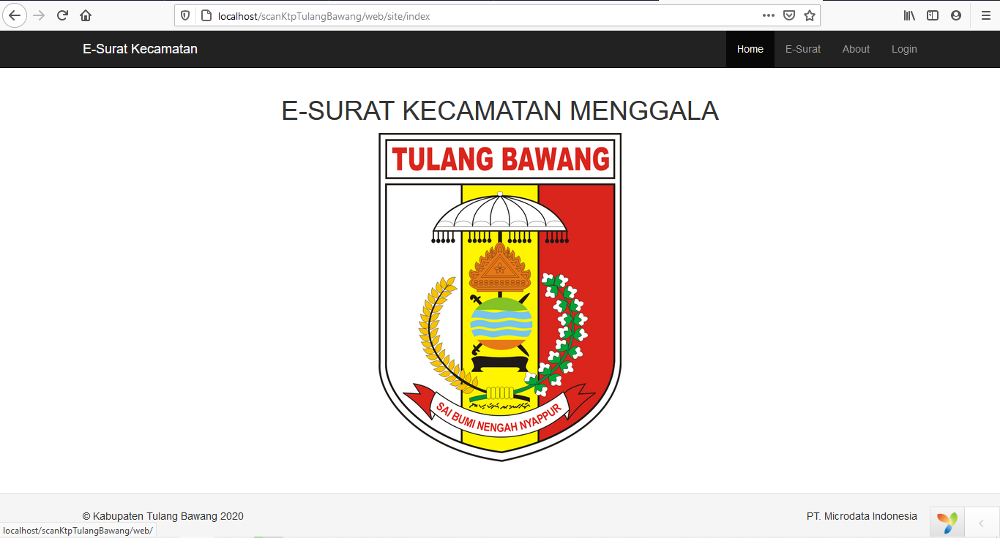 localhost/scanKtpTulangBawang/web/site/index
E-Surat Kecamatan
Home
E-Surat
About
Login
E-SURAT KECAMATAN MENGGALA
TULANG BAWANG
SAI BUMI NENGAH NYAPPUR
© Kabupaten Tulang Bawang 2020
PT. Microdata Indonesia
localhost/scanKtpTulangBawang/web/